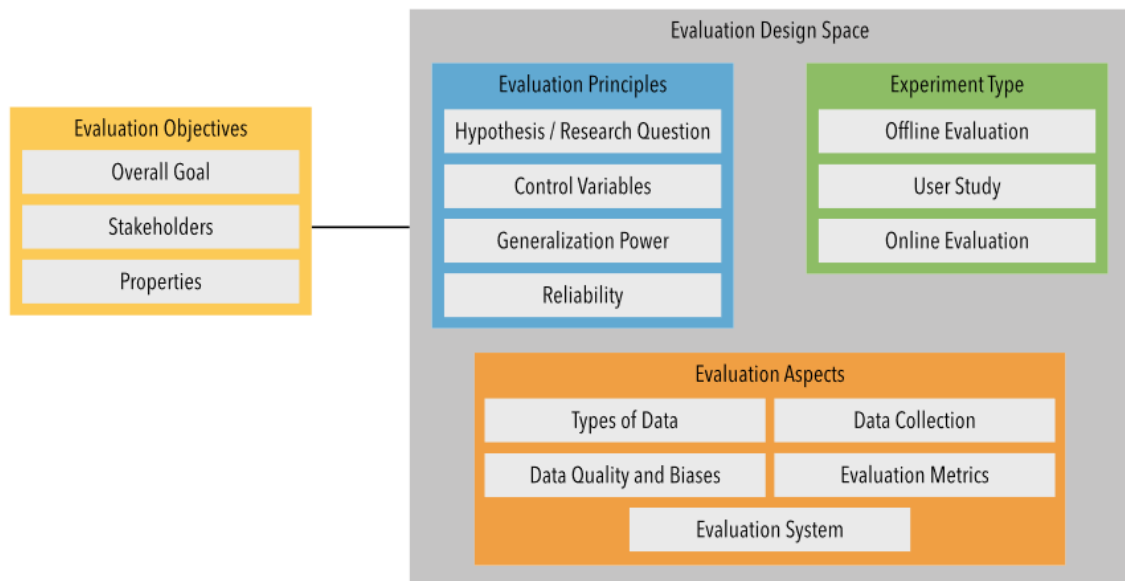 Evaluation Objectives
Overall Goal
Stakeholders
Properties
Evaluation Design Space
Evaluation Principles
Hypothesis / Research Question
Control Variables
Generalization Power
Reliability
Experiment Type
Offline Evaluation
User Study
Online Evaluation
Evaluation Aspects
Types of Data
Data Collection
Data Quality and Biases
Evaluation Metrics
Evaluation System